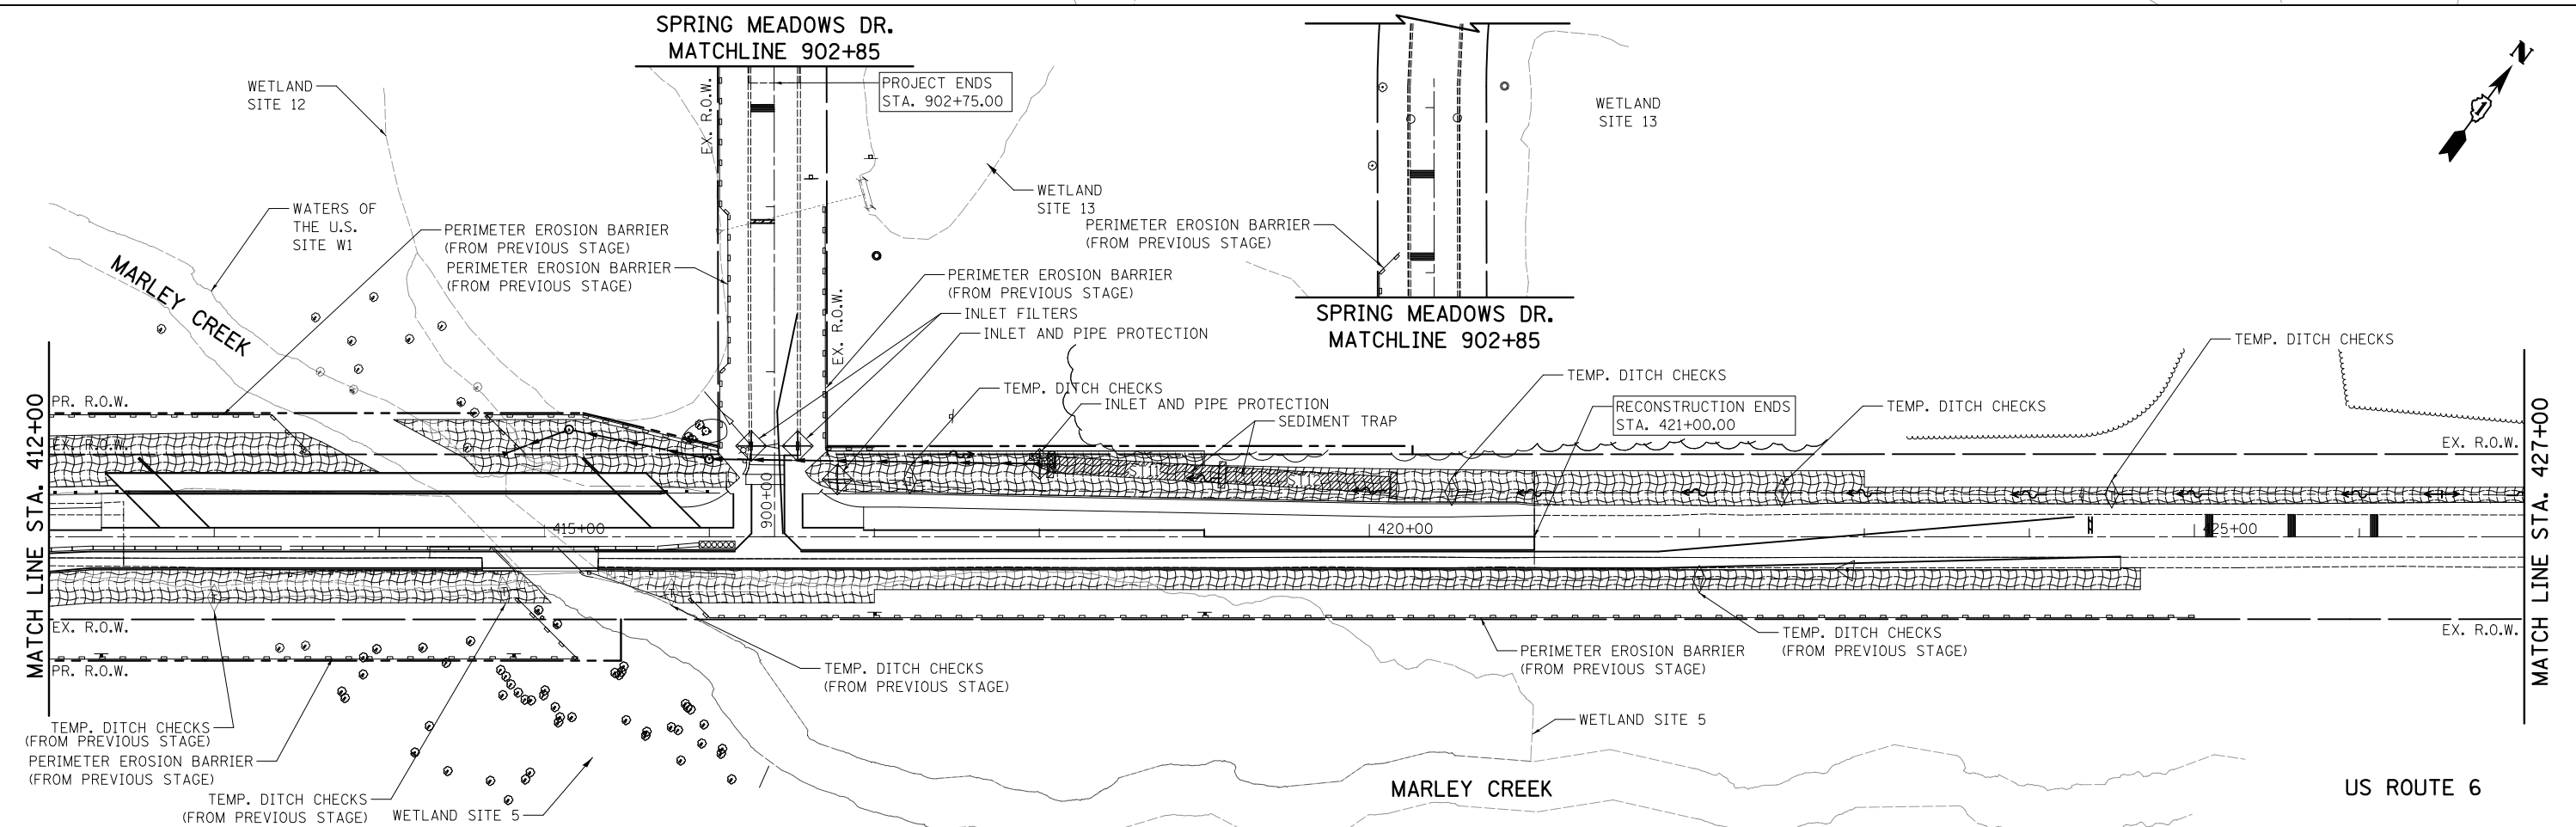 SPRING MEADOWS DR.
MATCHLINE 902+85
PROJECT ENDS
STA. 902+75.00
EX. R.O.W.
WETLAND
SITE 12
WETLAND
SITE 13
WETLAND
SITE 13
N
1
WATERS OF
THE U.S.
SITE W1
MARLEY CREEK
PERIMETER EROSION BARRIER
(FROM PREVIOUS STAGE)
PERIMETER EROSION BARRIER
(FROM PREVIOUS STAGE)
PERIMETER EROSION BARRIER
(FROM PREVIOUS STAGE)
INLET FILTERS
INLET AND PIPE PROTECTION
EX. R.O.W.
PERIMETER EROSION BARRIER
(FROM PREVIOUS STAGE)
SPRING MEADOWS DR.
MATCHLINE 902+85
TEMP. DITCH CHECKS
TEMP. DITCH CHECKS
INLET AND PIPE PROTECTION
SEDIMENT TRAP
TEMP. DITCH CHECKS
RECONSTRUCTION ENDS
STA. 421+00.00
TEMP. DITCH CHECKS
MATCH LINE STA. 412+00
PR. R.O.W.
EX. R.O.W.
EX. R.O.W.
MATCH LINE STA. 427+00
900+00
415+00
420+00
425+00
EX. R.O.W.
PR. R.O.W.
EX. R.O.W.
TEMP. DITCH CHECKS
(FROM PREVIOUS STAGE)
PERIMETER EROSION BARRIER
(FROM PREVIOUS STAGE)
TEMP. DITCH CHECKS
(FROM PREVIOUS STAGE)
TEMP. DITCH CHECKS
(FROM PREVIOUS STAGE)
PERIMETER EROSION BARRIER
(FROM PREVIOUS STAGE)
TEMP. DITCH CHECKS
(FROM PREVIOUS STAGE)
WETLAND SITE 5
WETLAND SITE 5
MARLEY CREEK
US ROUTE 6